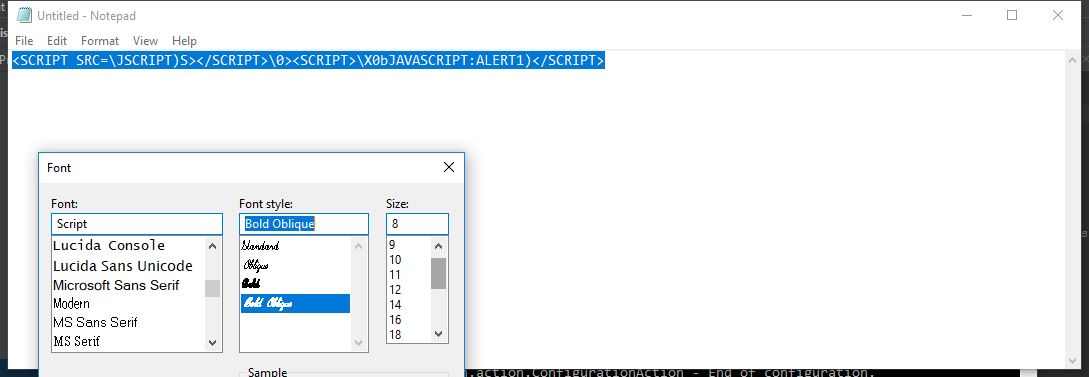 Untitled - Notepad
File Edit Format View Help
<SCRIPT SRC=\JSCRIPT)S></SCRIPT>\0><SCRIPT>\X0bJAVASCRIPT:ALERT1)</SCRIPT>
Font
Font: Font style: Size:
Script Bold Oblique 8
Lucida Console Standard 9
Lucida Sans Unicode Oblique 10
Microsoft Sans Serif Bold 11
Modern Bold Oblique 12
MS Sans Serif 14
MS Serif 16
18
Sample
.action.ConfigurationAction - End of configuration.